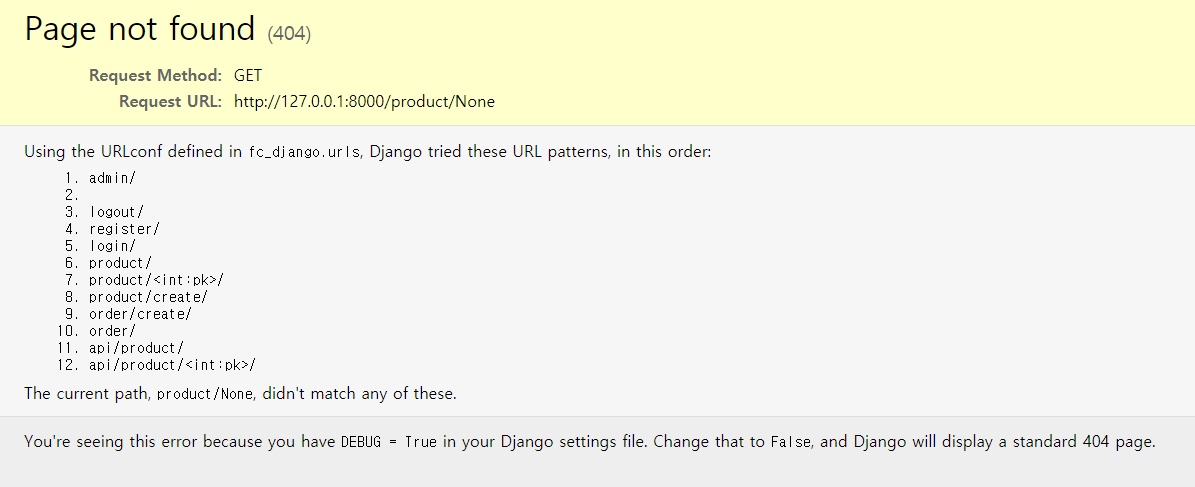 Page not found (404)
Request Method: GET
Request URL: http://127.0.0.1:8000/product/None
Using the URLconf defined in fc_django.urls, Django tried these URL patterns, in this order:
1. admin/
2.
3. logout/
4. register/
5. login/
6. product/
7. product/<int:pk>/
8. product/create/
9. order/create/
10. order/
11. api/product/
12. api/product/<int:pk>/
The current path, product/None, didn't match any of these.
You're seeing this error because you have DEBUG = True in your Django settings file. Change that to False, and Django will display a standard 404 page.